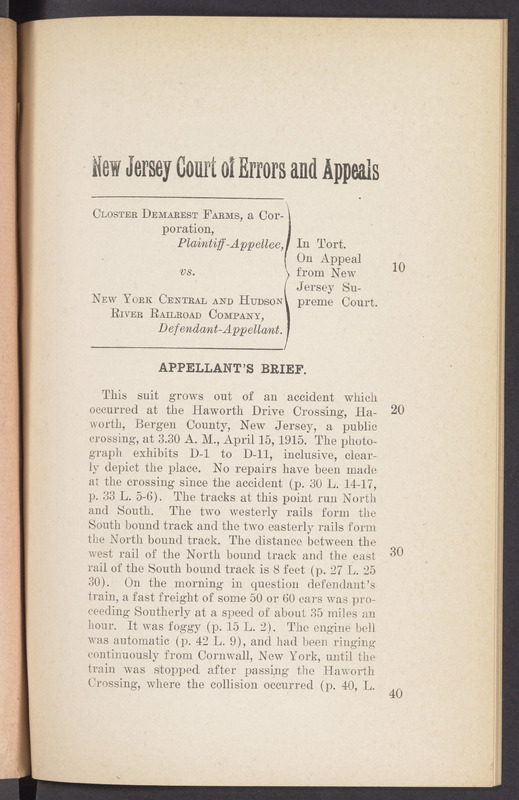 New Jersey Court of Errors and Appeals
CLOSTER DEMAREST FARMS, a Cor-
poration,
Plaintiff-Appellee,
vs.
NEW YORK CENTRAL AND HUDSON
RIVER RAILROAD COMPANY,
Defendant-Appellant.
In Tort.
On Appeal
from New
Jersey Su-
preme Court.
10
APPELLANT'S BRIEF.
This suit grows out of an accident which
occurred at the Haworth Drive Crossing, Ha-
20
worth, Bergen County, New Jersey, a public
crossing, at 3.30 A. M., April 15, 1915. The photo-
graph exhibits D-1 to D-11, inclusive, clear-
ly depict the place. No repairs have been made
at the crossing since the accident (p. 30 L. 14-17,
p. 33 L. 5-6). The tracks at this point run North
and South. The two westerly rails form the
South bound track and the two easterly rails form
the North bound track. The distance between the
west rail of the North bound track and the east
30
rail of the South bound track is 8 feet (p. 27 L. 25
30). On the morning in question defendant's
train, a fast freight of some 50 or 60 cars was pro-
ceeding Southerly at a speed of about 35 miles an
hour. It was foggy (p. 15 L. 2). The engine bell
was automatic (p. 42 L. 9), and had been ringing
continuously from Cornwall, New York, until the
train was stopped after passing the Haworth
Crossing, where the collision occurred (p. 40, L.
40